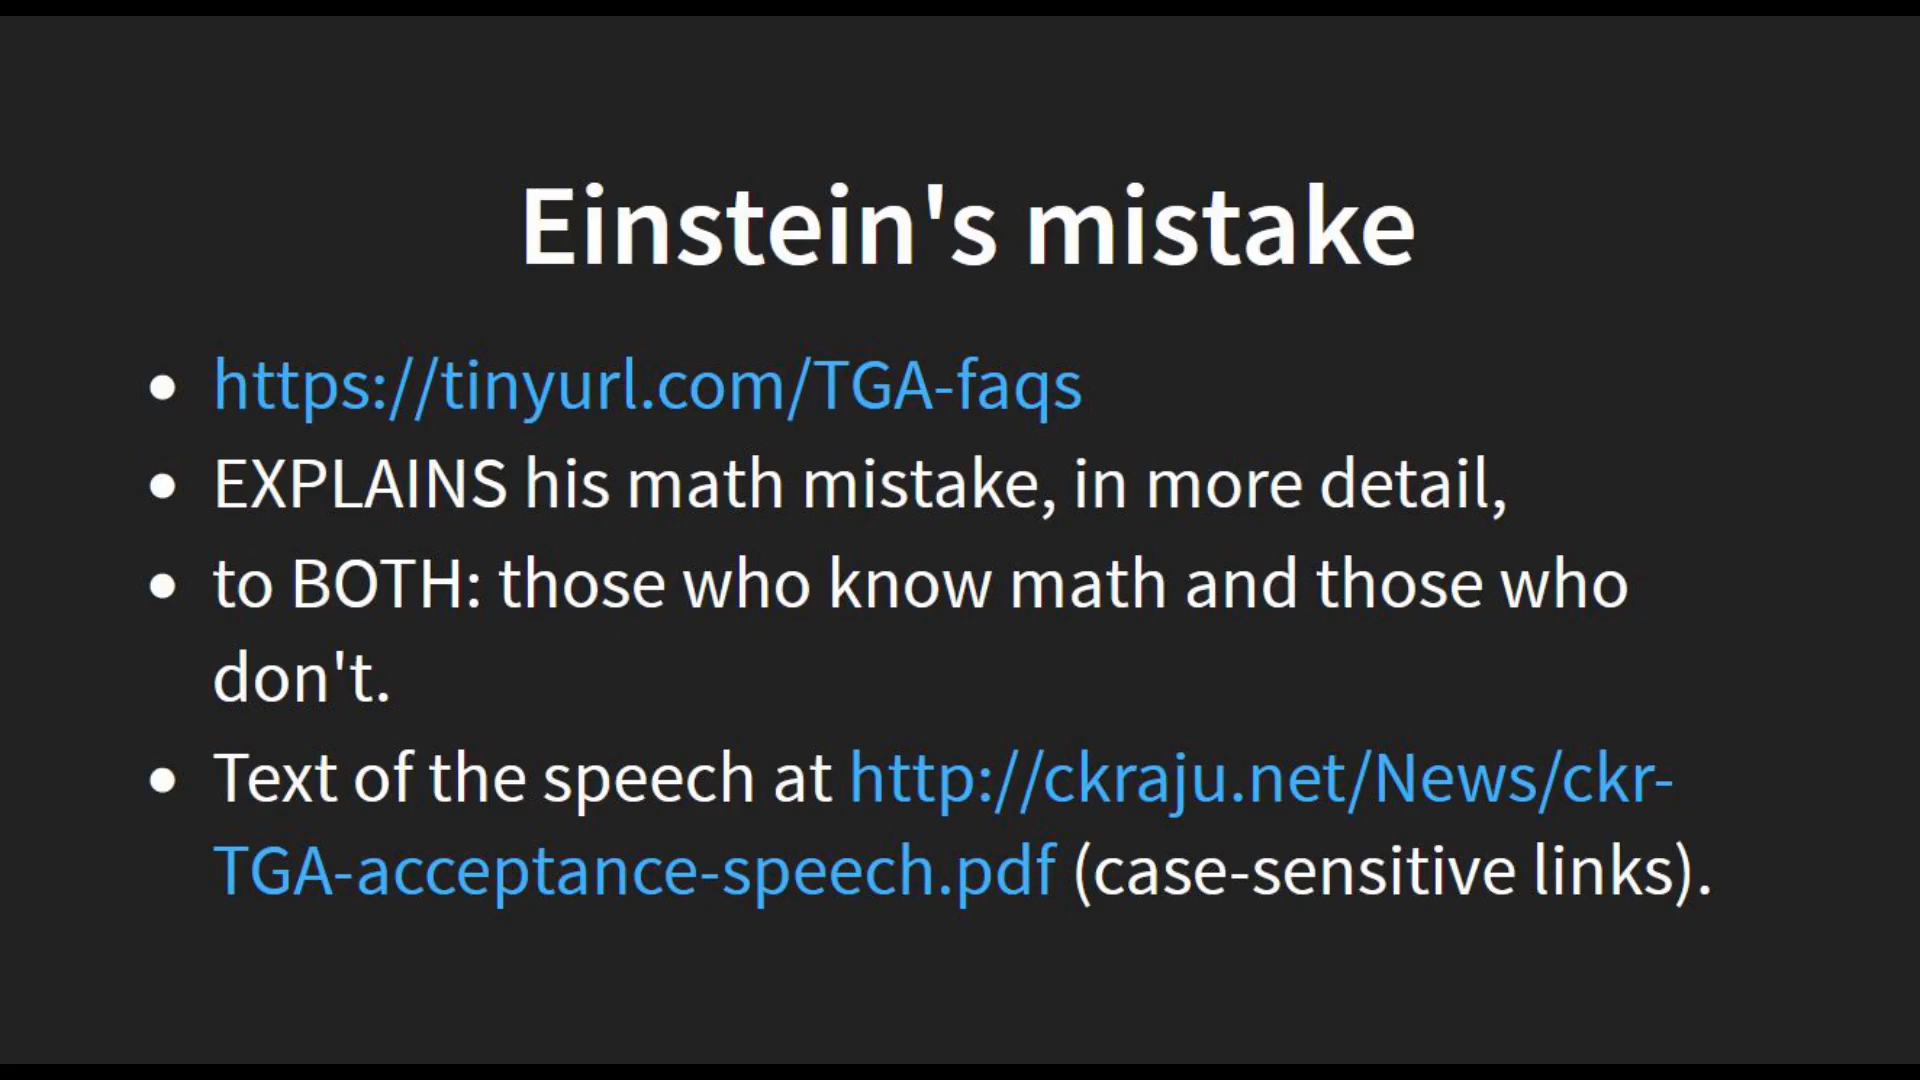 Einstein's mistake
• https://tinyurl.com/TGA-faqs
• EXPLAINS his math mistake, in more detail,
• to BOTH: those who know math and those who
don't.
• Text of the speech at http://ckraju.net/News/ckr-
TGA-acceptance-speech.pdf (case-sensitive links).